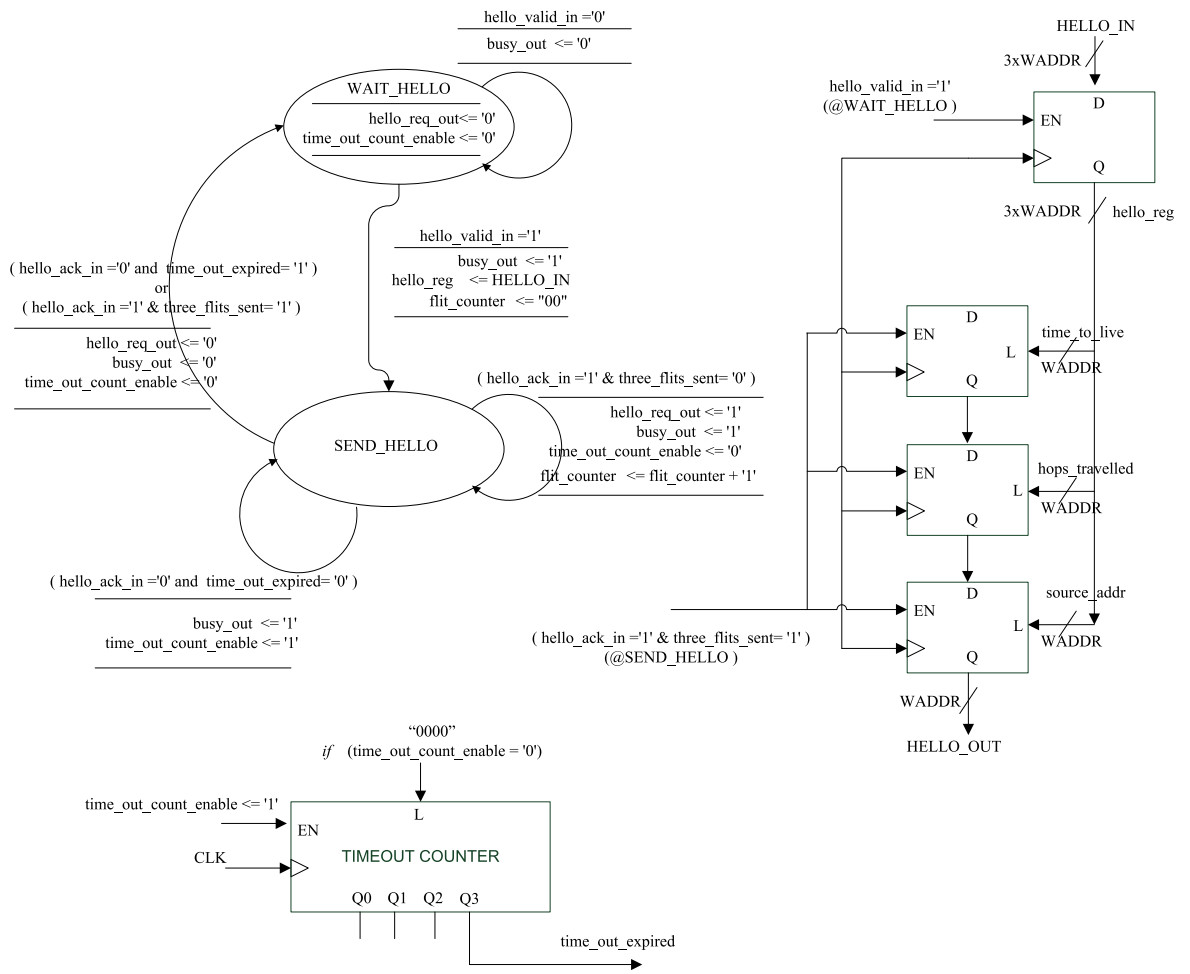 hello_valid_in ='0'
busy_out <= '0'
WAIT_HELLO
hello_req_out<= '0'
time_out_count_enable <= '0'
hello_valid_in ='1'
busy_out <= '1'
hello_reg <= HELLO_IN
flit_counter <= "00"
( hello_ack_in ='0' and time_out_expired= '1' )
or
( hello_ack_in ='1' & three_flits_sent= '1' )
hello_req_out <= '0'
busy_out <= '0'
time_out_count_enable <= '0'
SEND_HELLO
( hello_ack_in ='1' & three_flits_sent= '0' )
hello_req_out <= '1'
busy_out <= '1'
time_out_count_enable <= '0'
flit_counter <= flit_counter + '1'
( hello_ack_in ='0' and time_out_expired= '0' )
busy_out <= '1'
time_out_count_enable <= '1'
HELLO_IN
3xWADDR
hello_valid_in ='1'
(@WAIT_HELLO )
D
EN
Q
3xWADDR
hello_reg
D
EN
L
time_to_live
WADDR
Q
D
EN
L
hops_travelled
WADDR
Q
D
EN
L
source_addr
WADDR
Q
( hello_ack_in ='1' & three_flits_sent= '1' )
(@SEND_HELLO )
WADDR
HELLO_OUT
“0000”
if (time_out_count_enable = '0')
time_out_count_enable <= '1'
L
EN
CLK
TIMEOUT COUNTER
Q0 Q1 Q2 Q3
time_out_expired